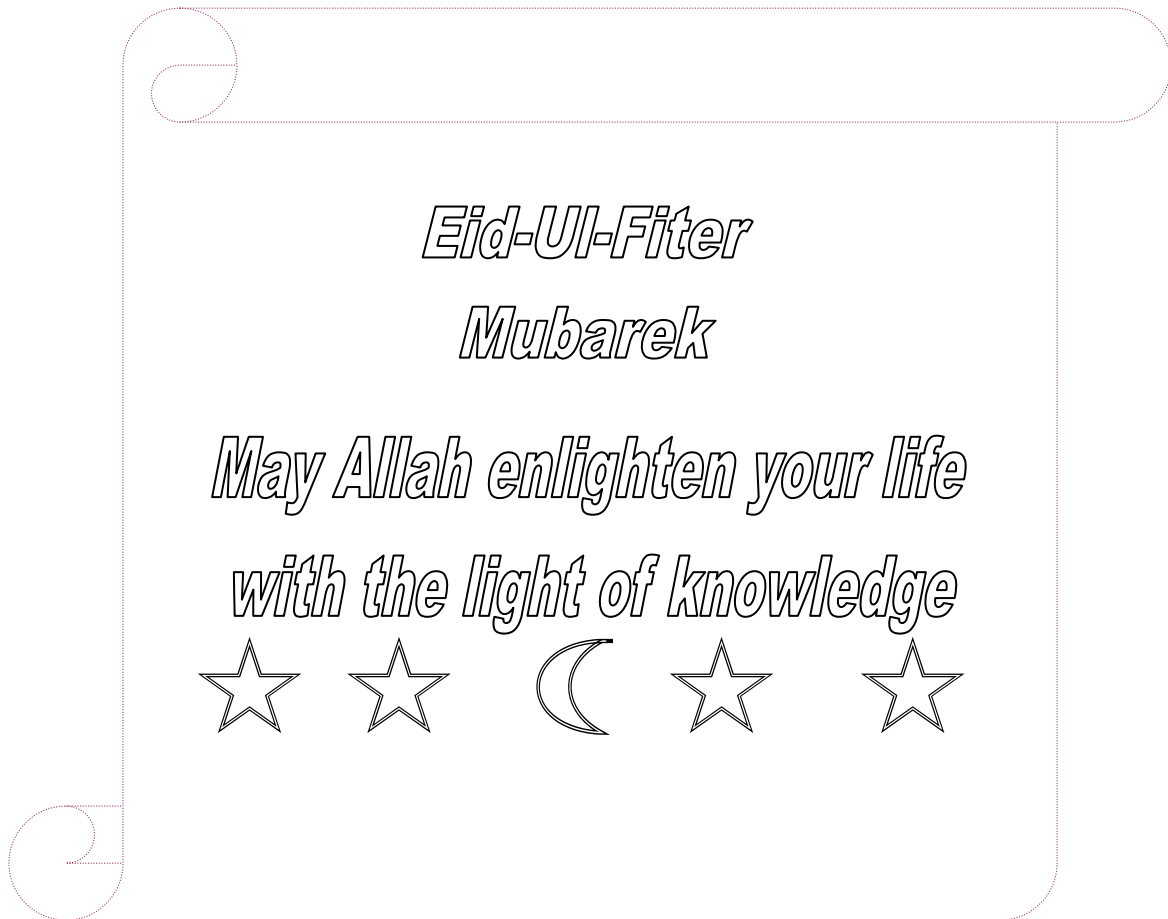 Eid-Ul-Fiter
Mubarek
May Allah enlighten your life
with the light of knowledge